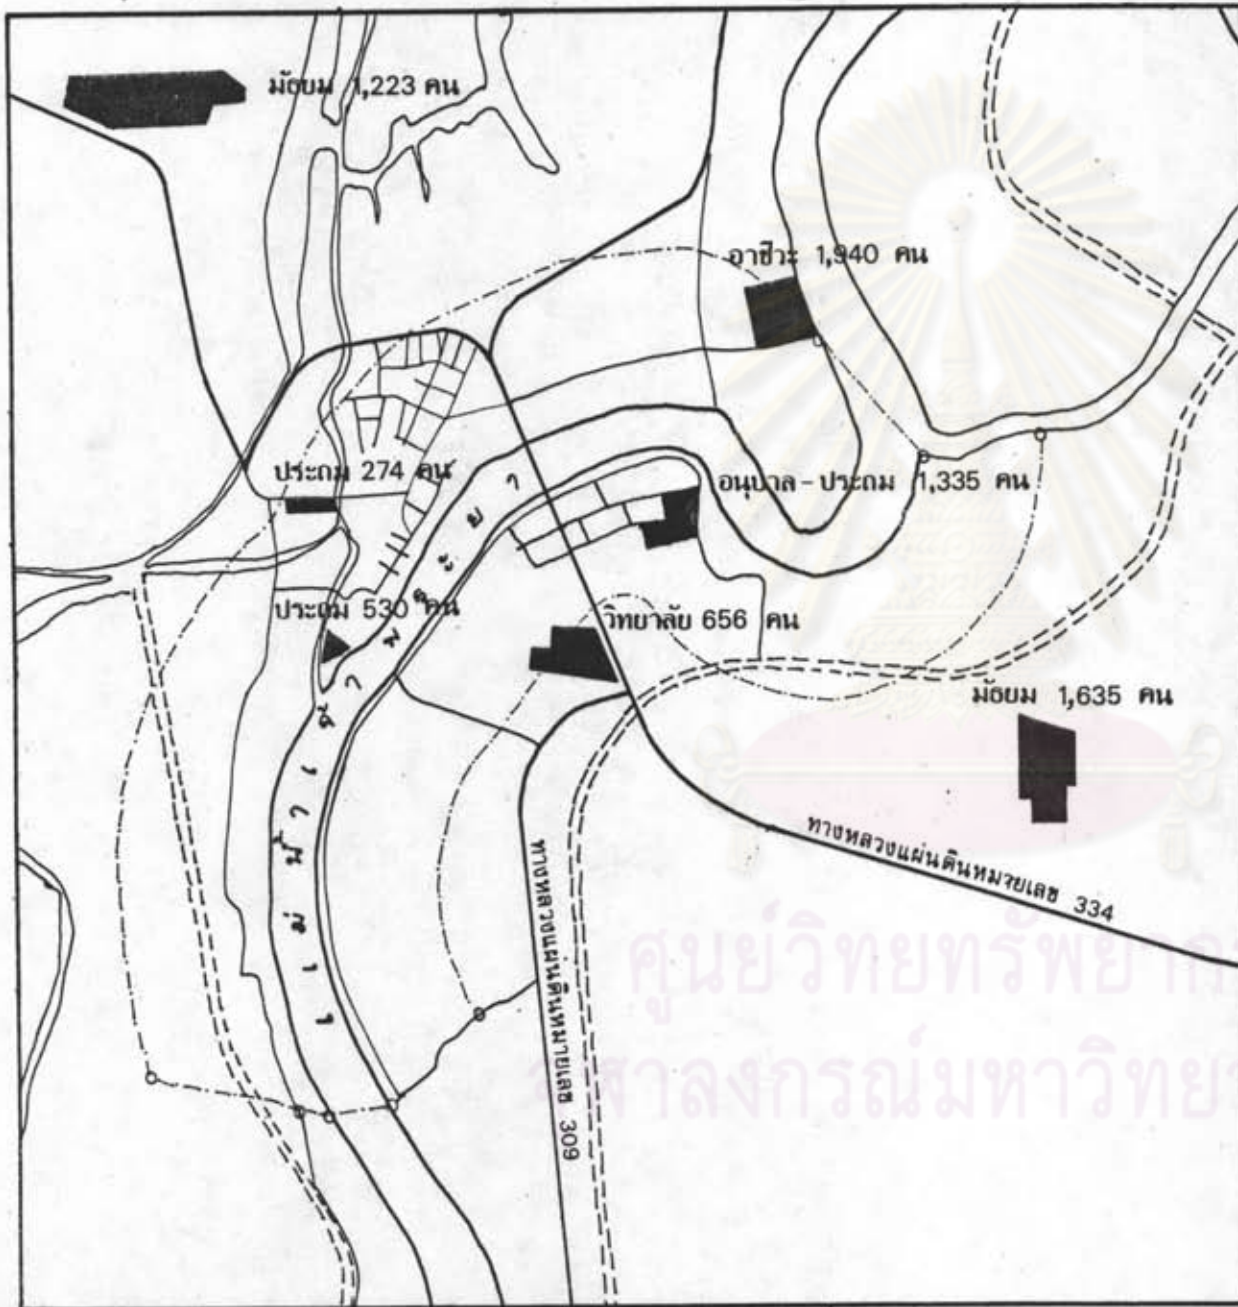 มัธยม 1,223 คน
อาชีวะ 1,940 คน
ประถม 274 คน
อนุบาล - ประถม 1,335 คน
ประถม 530 คน
วิทยาลัย 656 คน
มัธยม 1,635 คน
แม่น้ำเจ้าพระยา
ทางหลวงแผ่นดินหมายเลข 334
ทางหลวงแผ่นดินหมายเลข 309
ศูนย์วิทยทรัพยาก
จุฬาลงกรณ์มหาวิทย